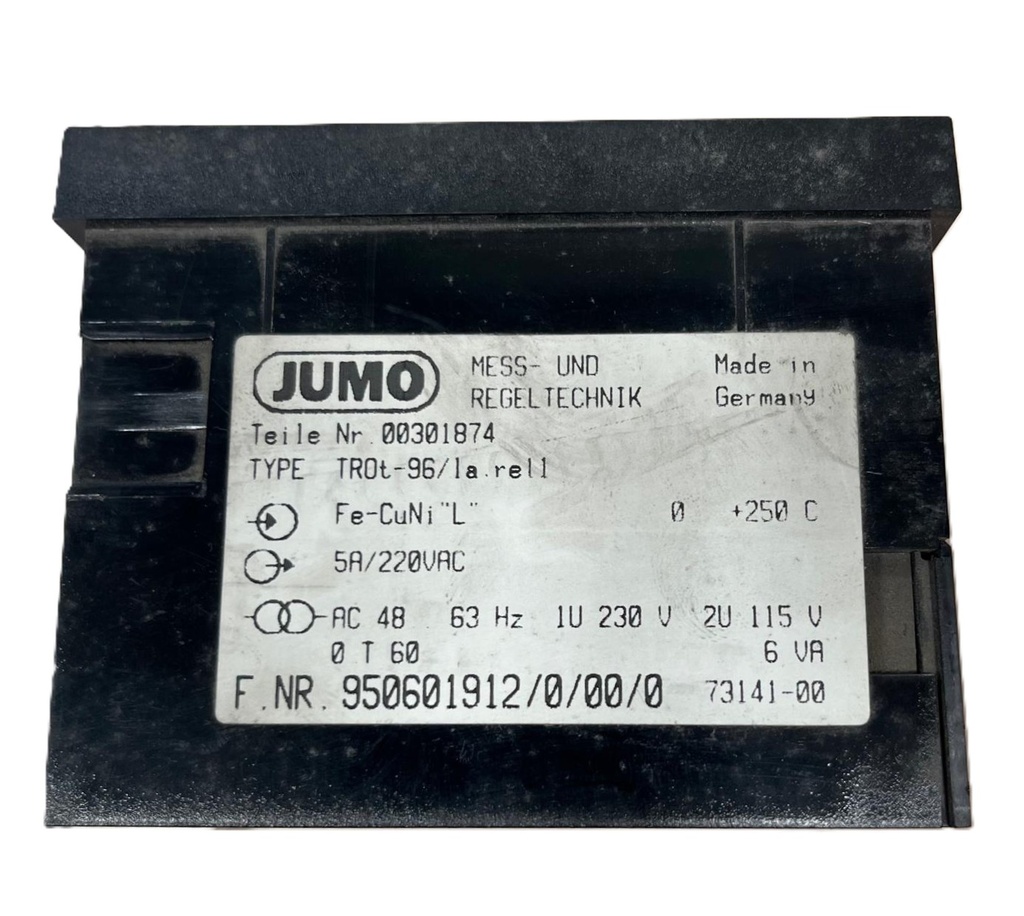 JUMO MESS- UND Made in
REGELTECHNIK Germany
Teile Nr. 00301874
TYPE TROt-96/1a.rel1
Fe-CuNi "L" 0 +250 C
5A/220VAC
AC 48 . 63 Hz 1U 230 V 2U 115 V
0 T 60 6 VA
F.NR. 950601912/0/00/0 73141-00